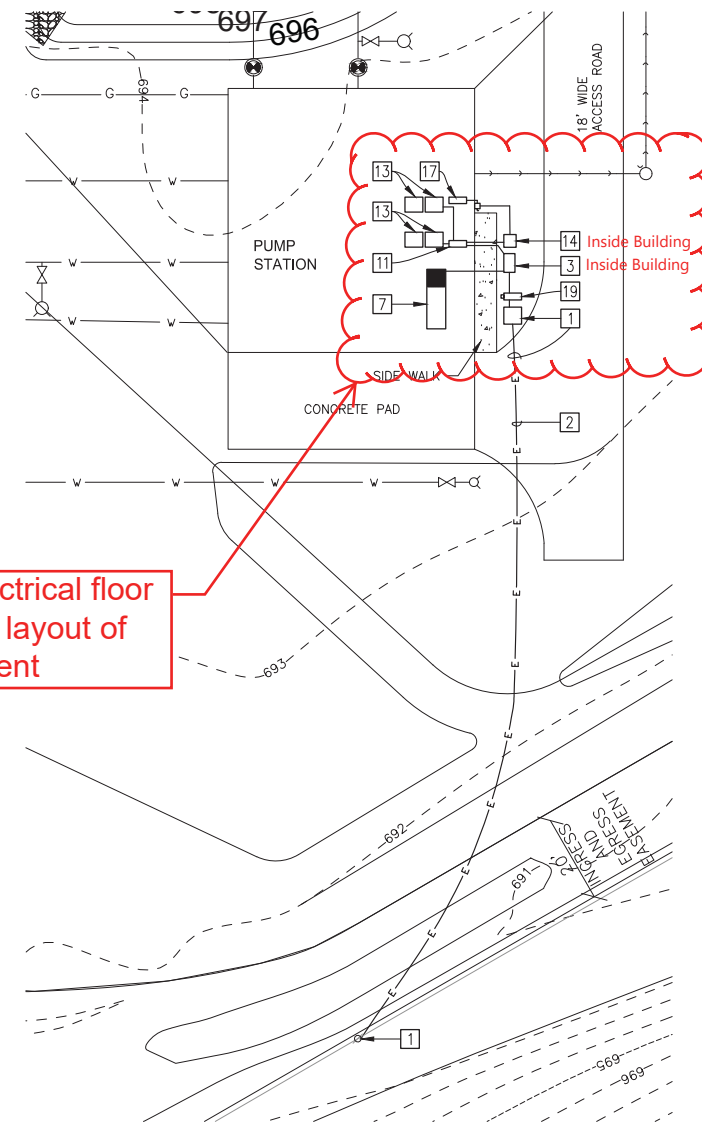 697
696
G
G
G
694
18' WIDE
ACCESS ROAD
W
W
13
17
13
14 Inside Building
PUMP
STATION
11
3 Inside Building
7
19
W
W
1
SIDE WALK
E
CONCRETE PAD
2
E
W
W
W
W
E
ctrical floor
layout of
ent
E
693
E
E
E
692
20'
INGRESS
AND
EGRESS
EASEMENT
691
E
E
E
1
695
696